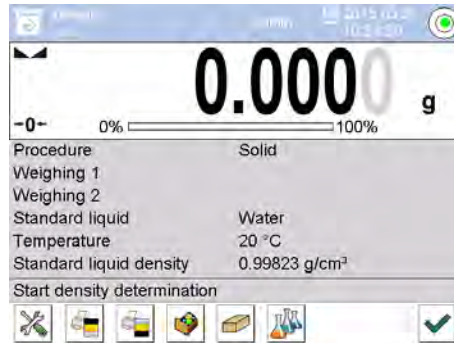 0.0000 g
-0- 0% 100%
Procedure Solid
Weighing 1
Weighing 2
Standard liquid Water
Temperature 20 °C
Standard liquid density 0.99823 g/cm³
Start density determination